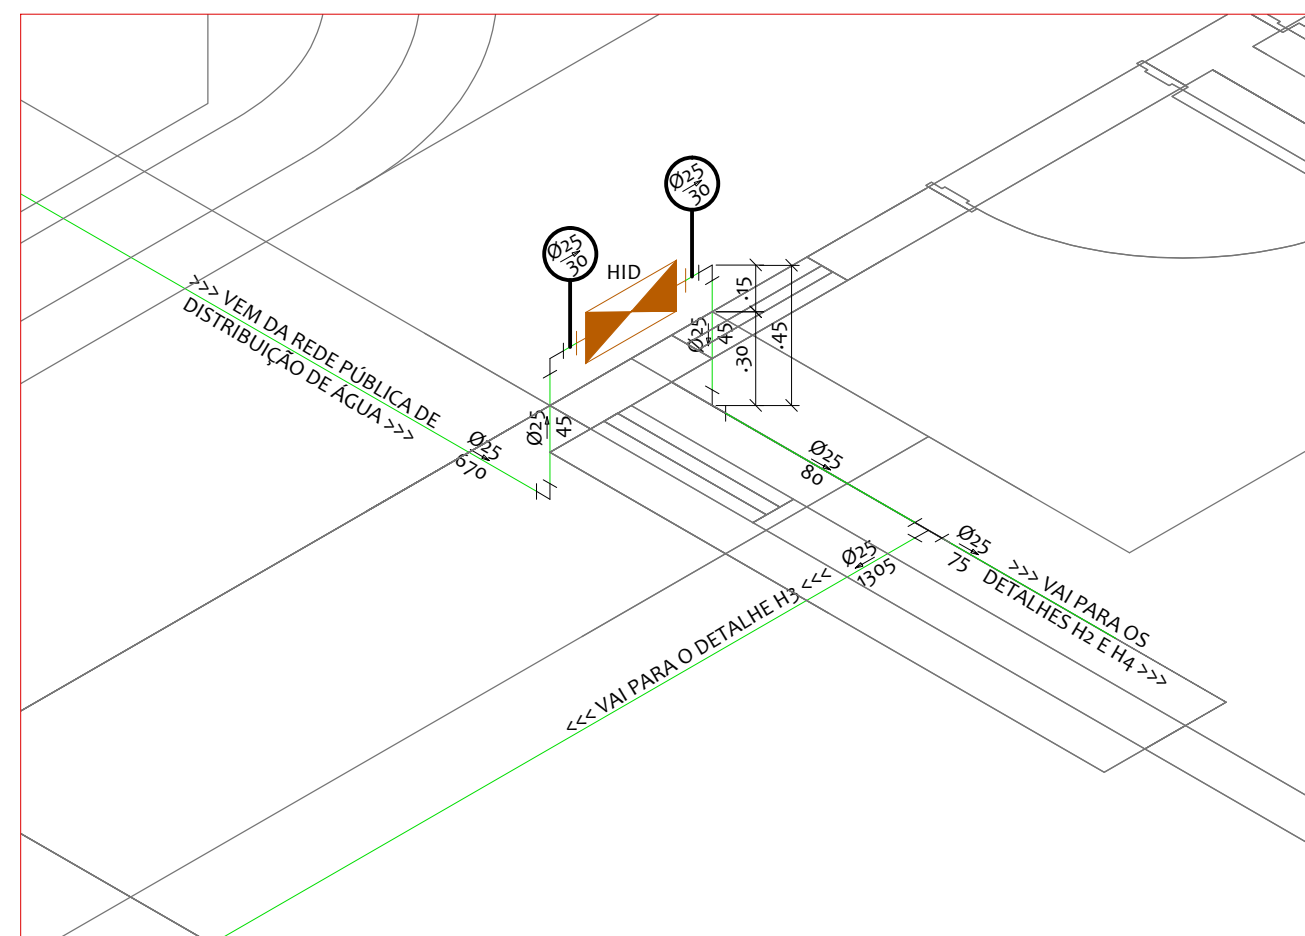 Ø25
30
Ø25
30
HID
.15
.45
.30
Ø25
45
>>> VEM DA REDE PÚBLICA DE
DISTRIBUIÇÃO DE ÁGUA >>>
Ø25
670
Ø25
45
Ø25
80
Ø25
75
>>> VAI PARA OS
DETALHES H2 E H4 >>>
Ø25
1305
<<< VAI PARA O DETALHE H3 <<<